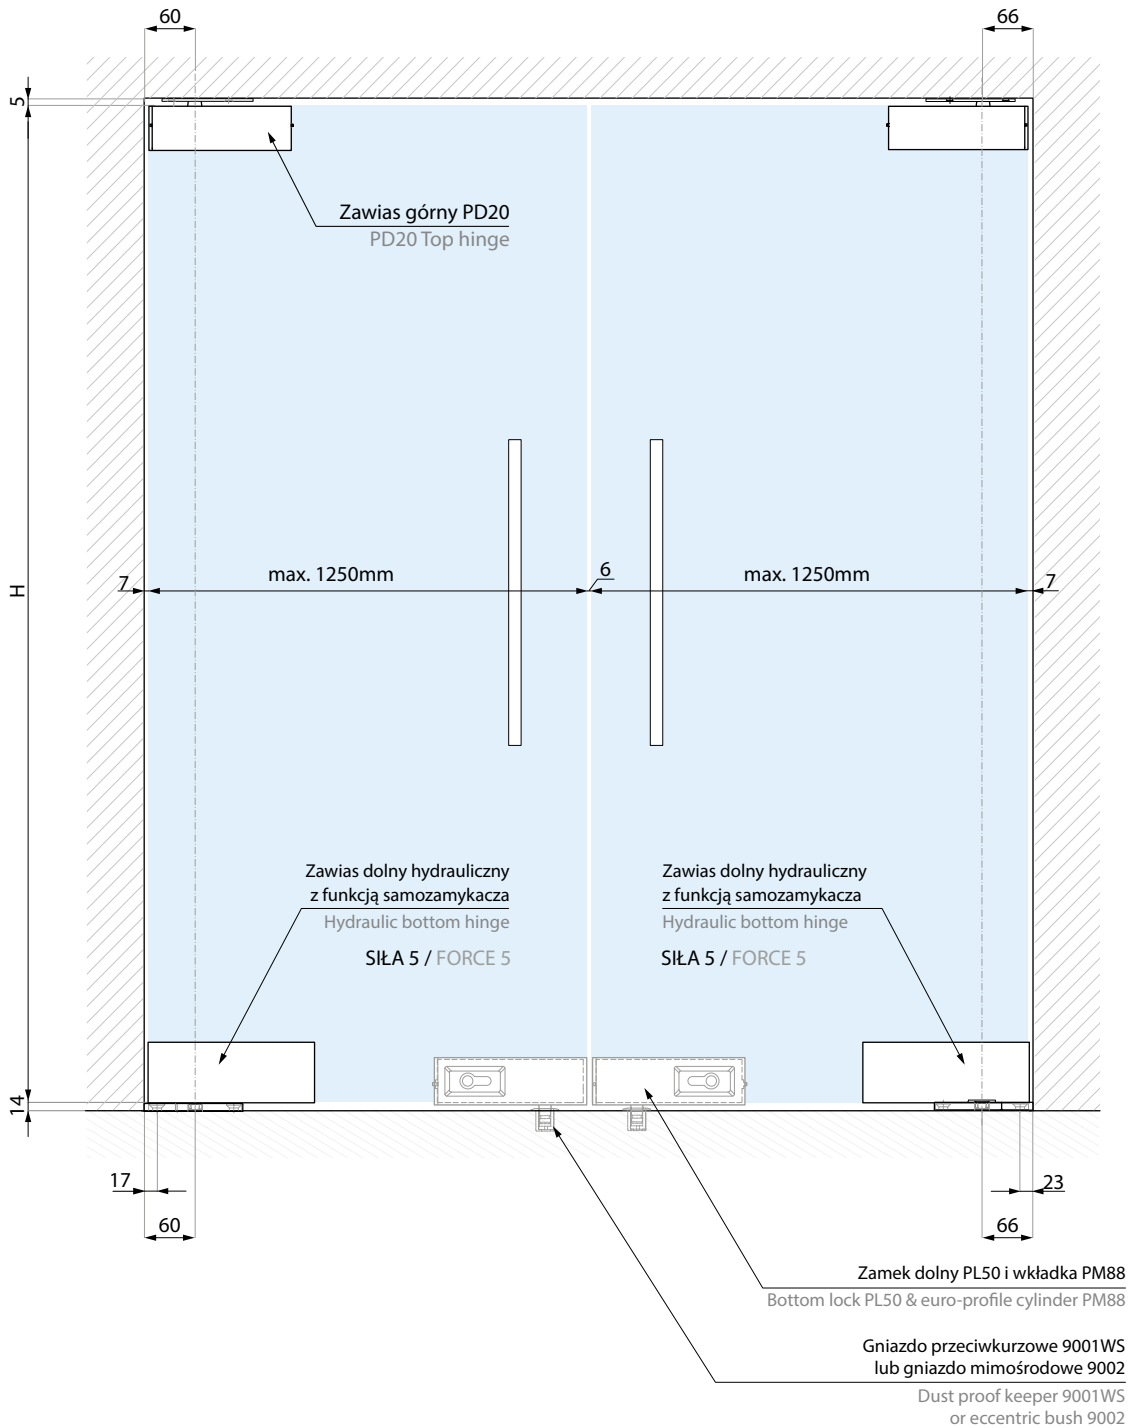 60
66
5
Zawias górny PD20
PD20 Top hinge
H
7
max. 1250mm
6
max. 1250mm
7
Zawias dolny hydrauliczny
z funkcją samozamykacza
Hydraulic bottom hinge
SIŁA 5 / FORCE 5
Zawias dolny hydrauliczny
z funkcją samozamykacza
Hydraulic bottom hinge
SIŁA 5 / FORCE 5
14
17
23
60
66
Zamek dolny PL50 i wkładka PM88
Bottom lock PL50 & euro-profile cylinder PM88
Gniazdo przeciwkurzowe 9001WS
lub gniazdo mimośrodowe 9002
Dust proof keeper 9001WS
or eccentric bush 9002